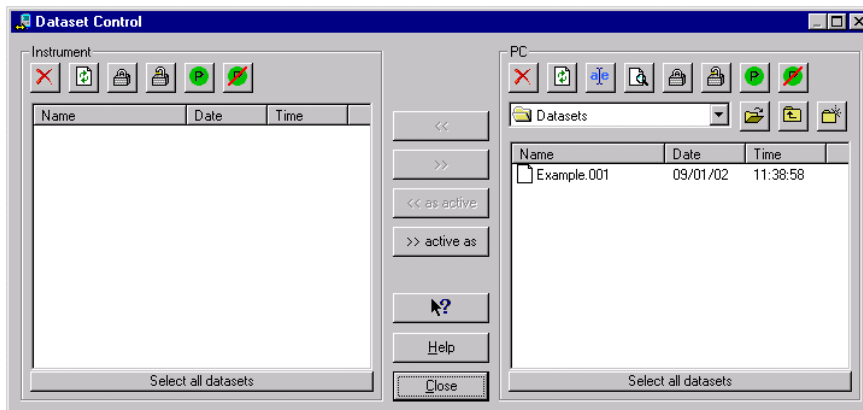 Dataset Control
Instrument
P P
Name Date Time
Select all datasets
<<
>>
<< as active
>> active as
?
Help
Close
PC
a e P P
Datasets
Name Date Time
Example.001 09/01/02 11:38:58
Select all datasets